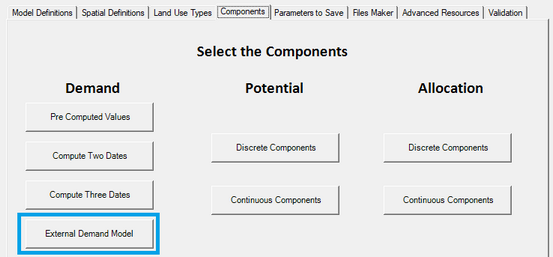 Model Definitions Spatial Definitions Land Use Types Components Parameters to Save Files Maker Advanced Resources Validation
Select the Components
Demand Potential Allocation
Pre Computed Values
Discrete Components Discrete Components
Compute Two Dates
Compute Three Dates
Continuous Components Continuous Components
External Demand Model